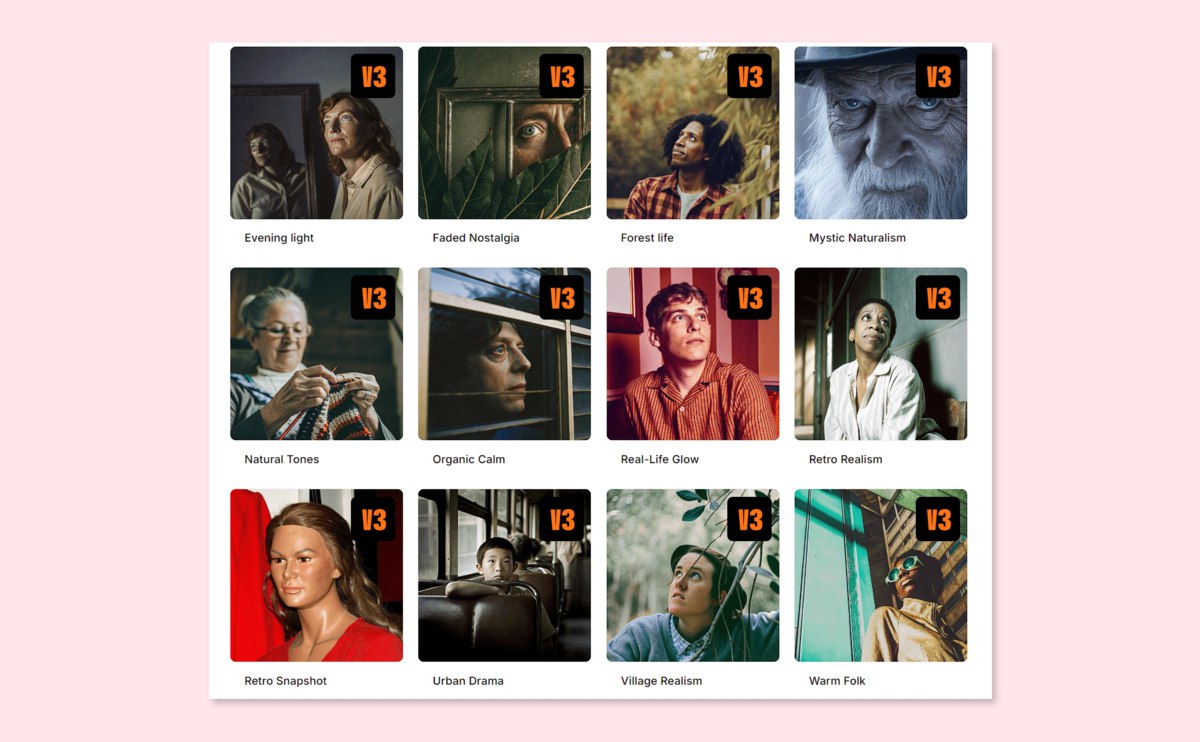 V3
V3
V3
V3
Evening light
Faded Nostalgia
Forest life
Mystic Naturalism
V3
V3
V3
V3
Natural Tones
Organic Calm
Real-Life Glow
Retro Realism
V3
V3
V3
V3
Retro Snapshot
Urban Drama
Village Realism
Warm Folk